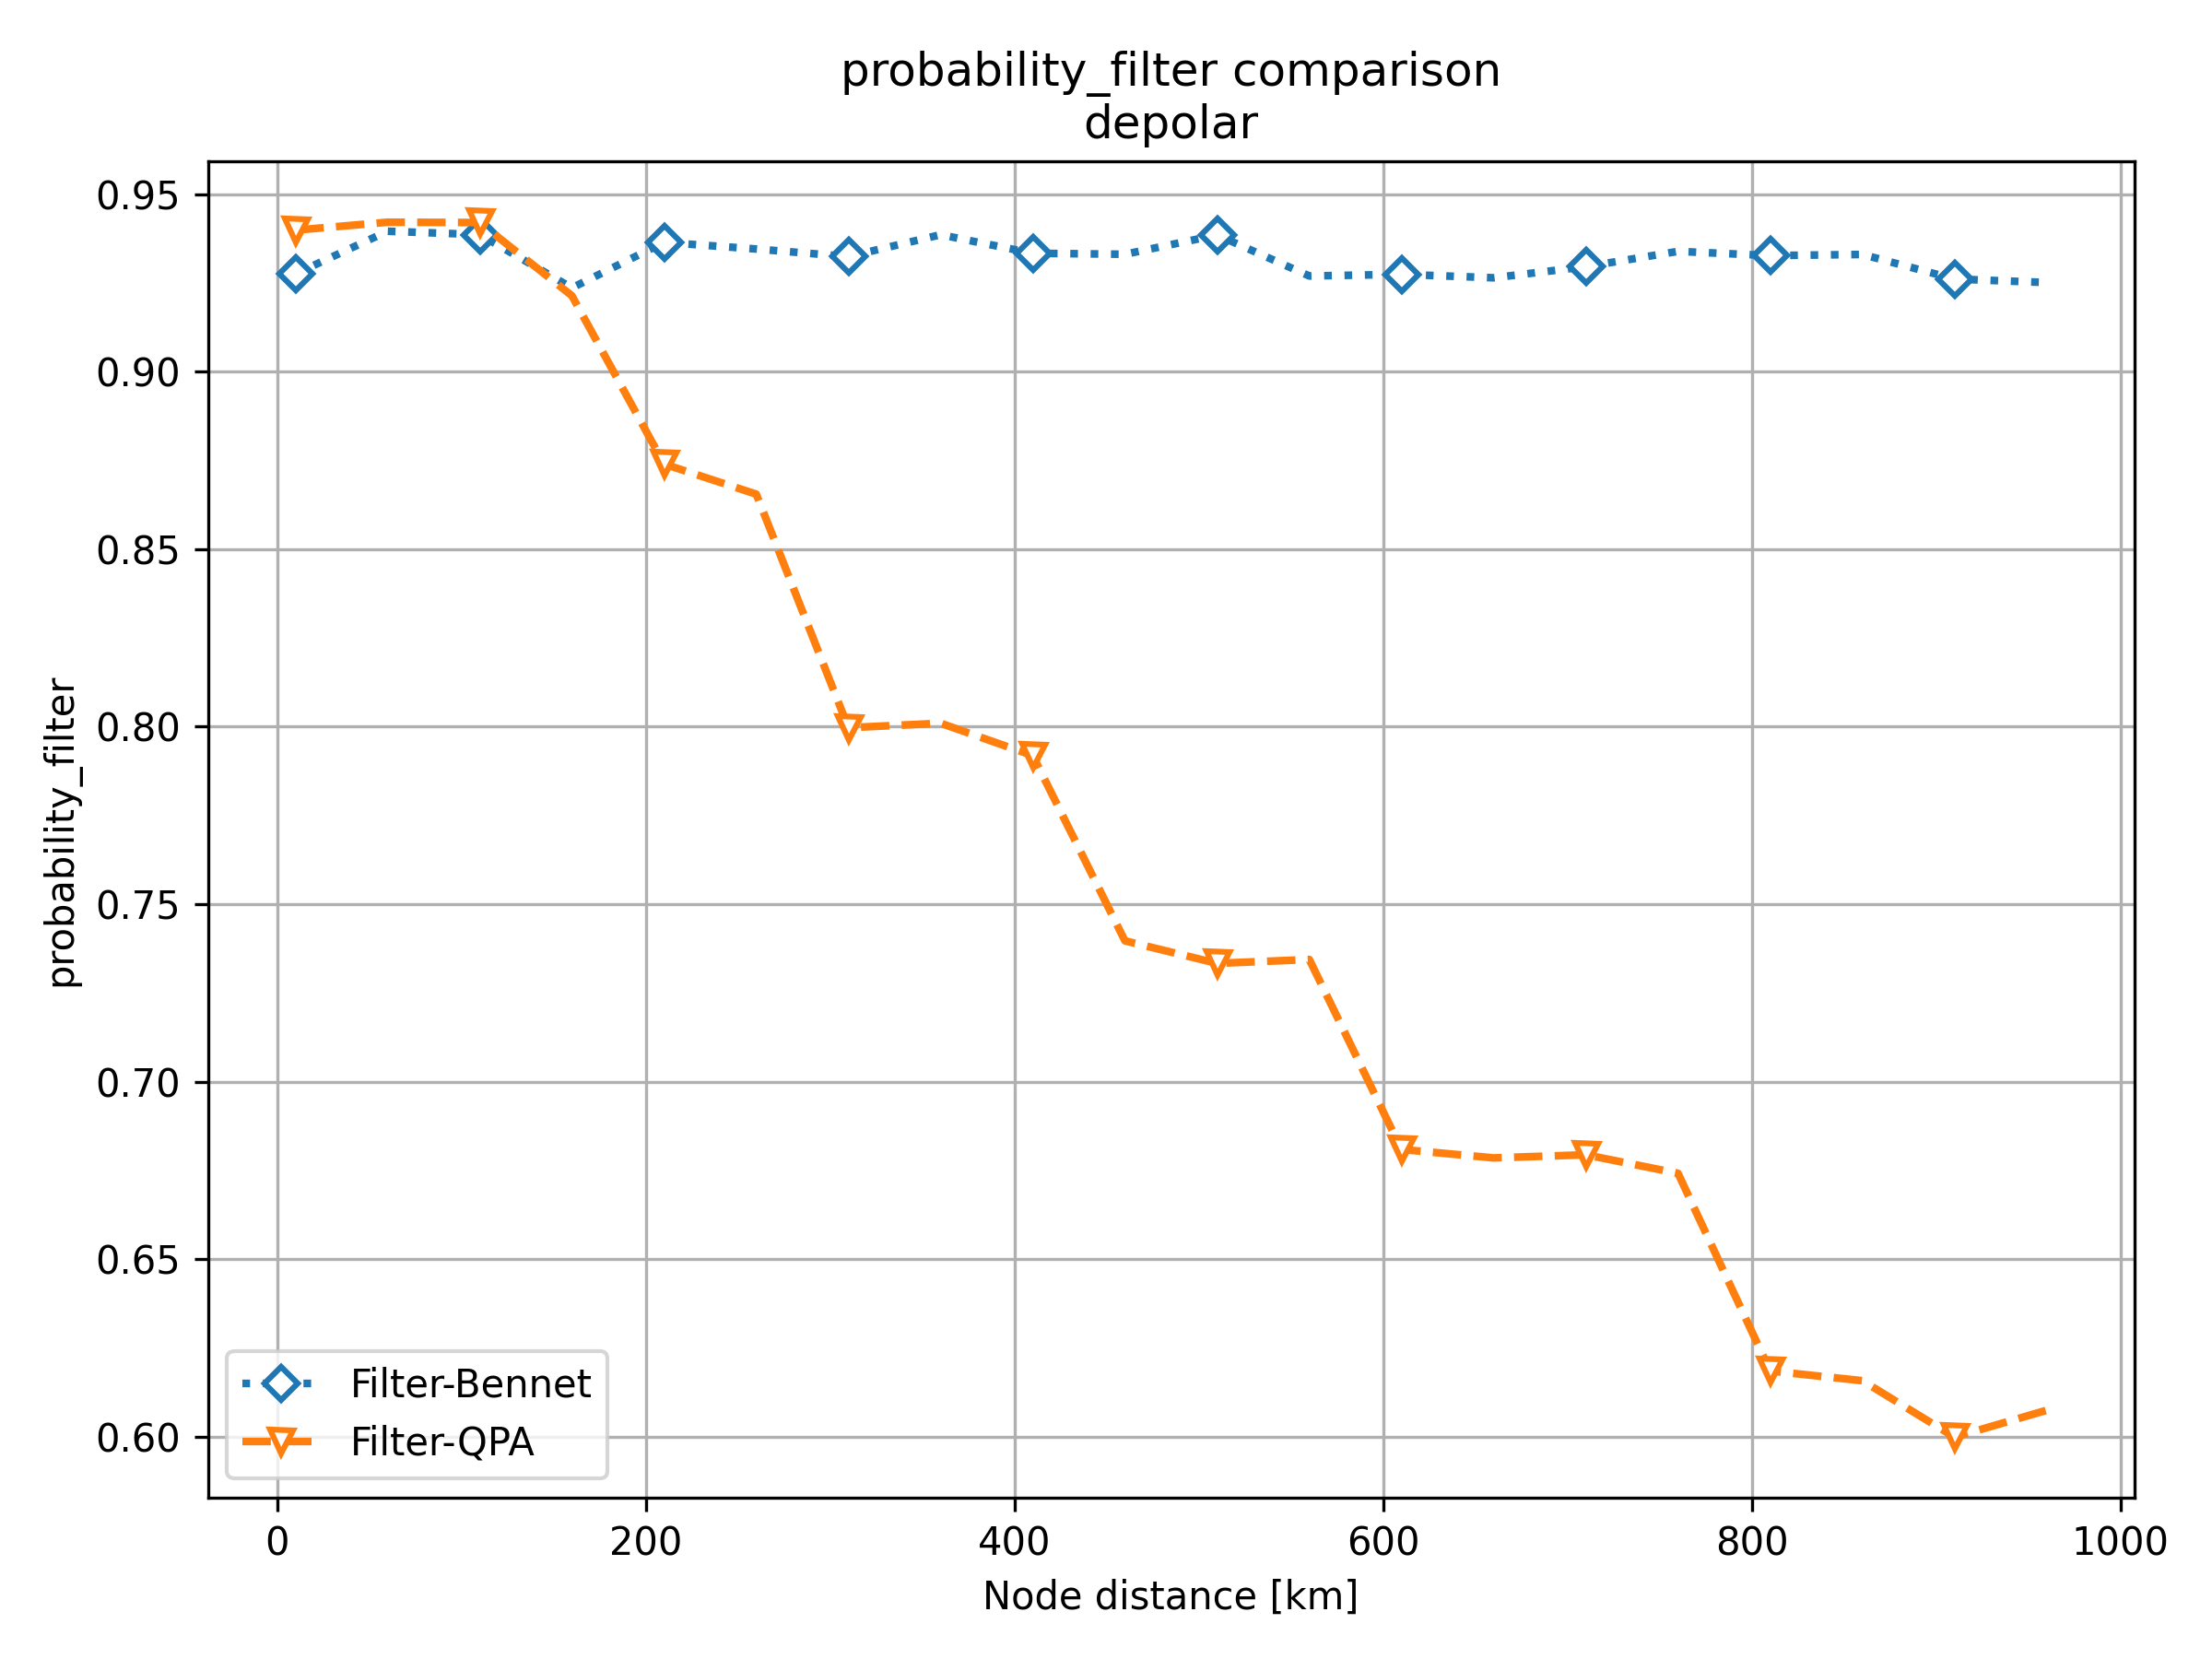 probability_filter comparison
depolar
probability_filter
0.95
0.90
0.85
0.80
0.75
0.70
0.65
0.60
Filter-Bennet
Filter-QPA
0 200 400 600 800 1000
Node distance [km]